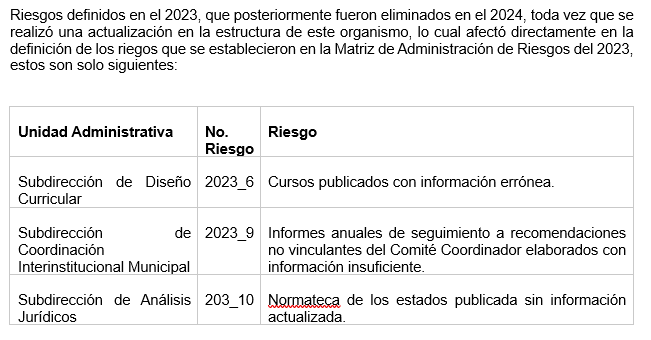 Riesgos definidos en el 2023, que posteriormente fueron eliminados en el 2024, toda vez que se
realizó una actualización en la estructura de este organismo, lo cual afectó directamente en la
definición de los riegos que se establecieron en la Matriz de Administración de Riesgos del 2023,
estos son solo siguientes:
Unidad Administrativa No. Riesgo
Riesgo
Subdirección de Diseño 2023_6 Cursos publicados con información errónea.
Curricular
Subdirección de 2023_9 Informes anuales de seguimiento a recomendaciones
Coordinación no vinculantes del Comité Coordinador elaborados con
Interinstitucional Municipal información insuficiente.
Subdirección de Análisis 203_10 Normateca de los estados publicada sin información
Jurídicos actualizada.